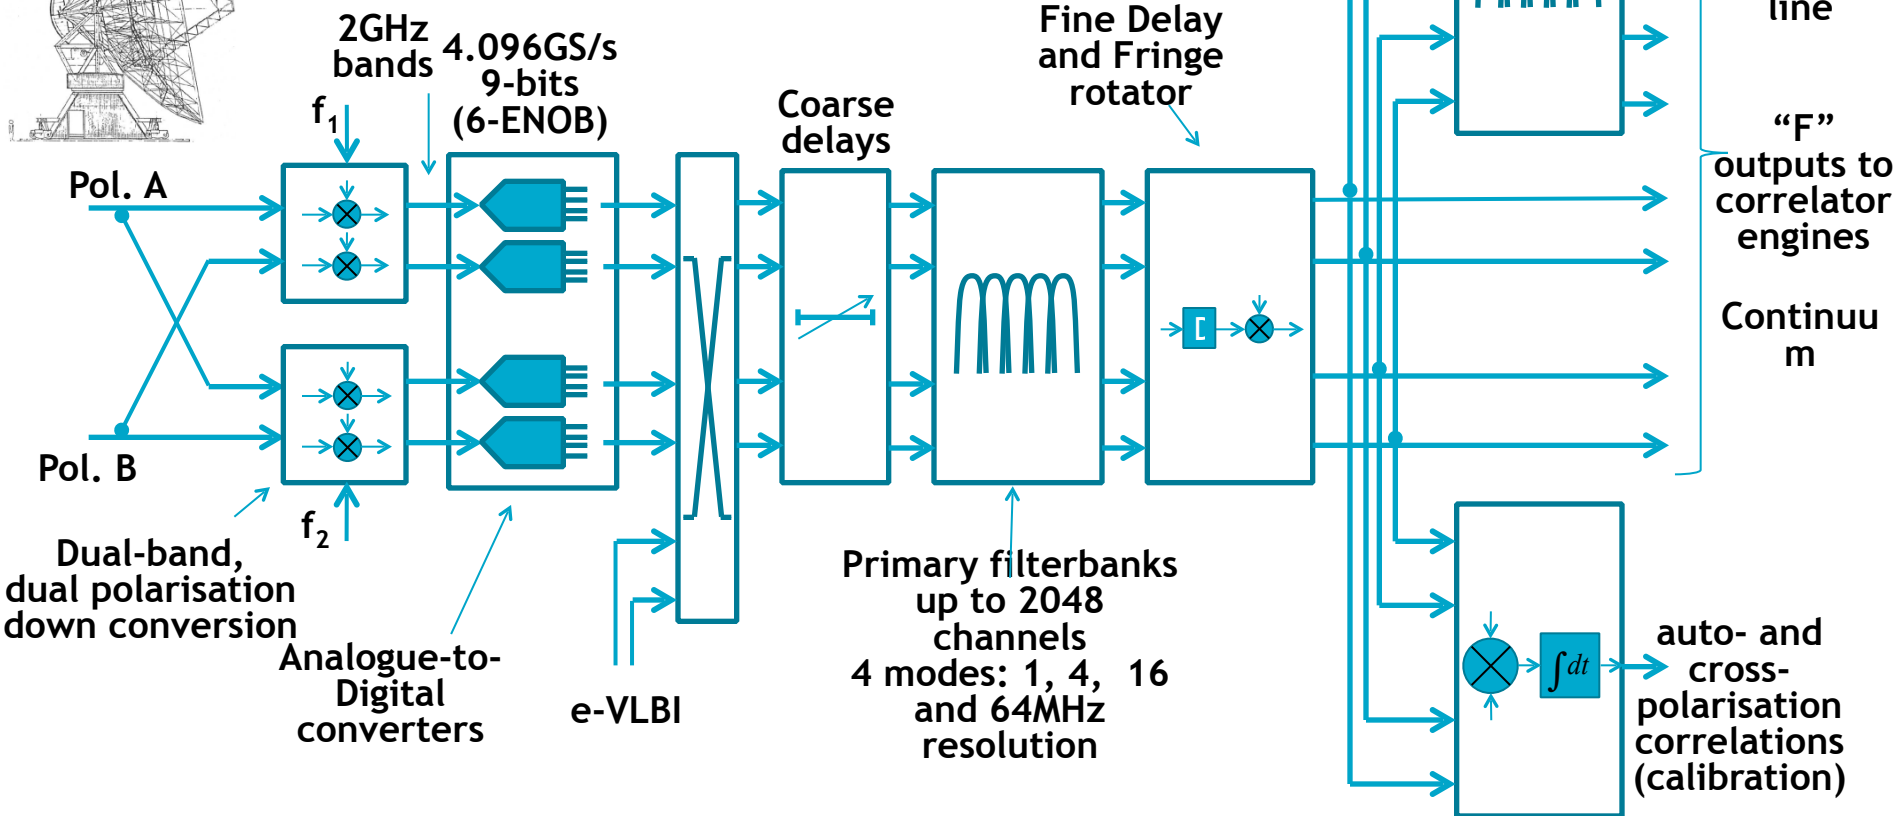 2GHz
bands
4.096GS/s
9-bits
(6-ENOB)
f1
Pol. A
Pol. B
f2
Dual-band,
dual polarisation
down conversion
Analogue-to-
Digital
converters
e-VLBI
Coarse
delays
Primary filterbanks
up to 2048
channels
4 modes: 1, 4, 16
and 64MHz
resolution
Fine Delay
and Fringe
rotator
[
line
“F”
outputs to
correlator
engines
Continuu
m
∫dt
auto- and
cross-
polarisation
correlations
(calibration)